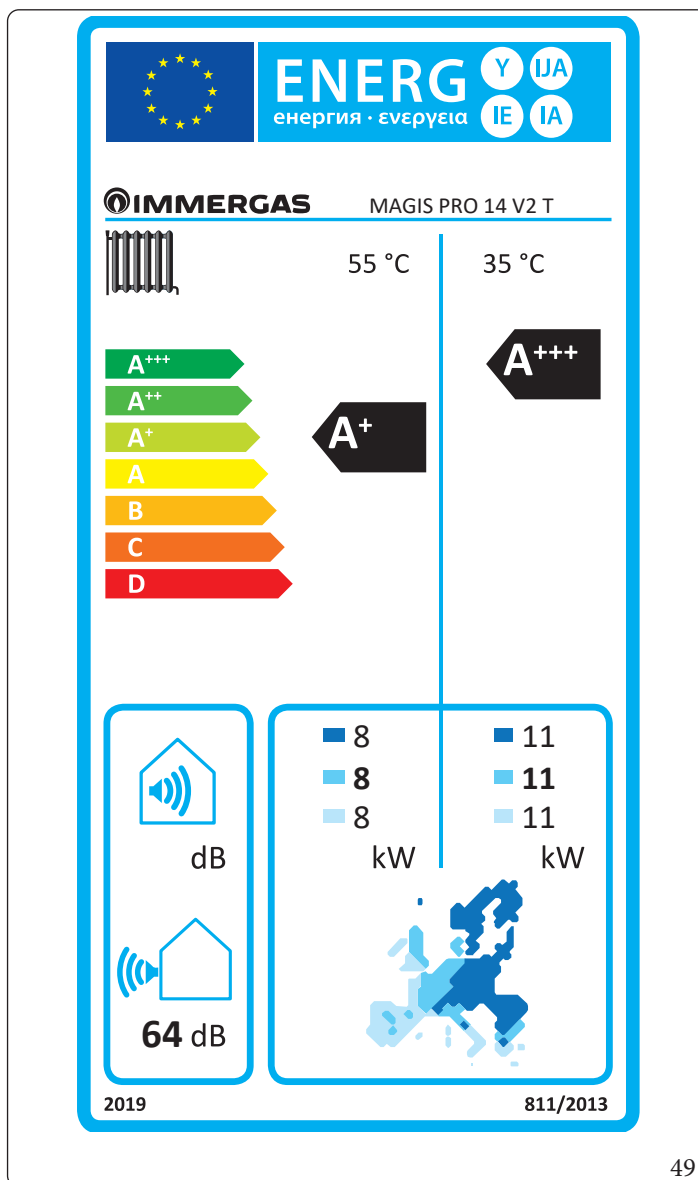 ENERG Y IJA
енергия · ενεργεια IE IA
IMMERGAS MAGIS PRO 14 V2 T
55 °C 35 °C
A+++
A+++
A++
A+
A+
A
B
C
D
8 11
8 11
8 11
dB kW kW
64 dB
2019 811/2013
49